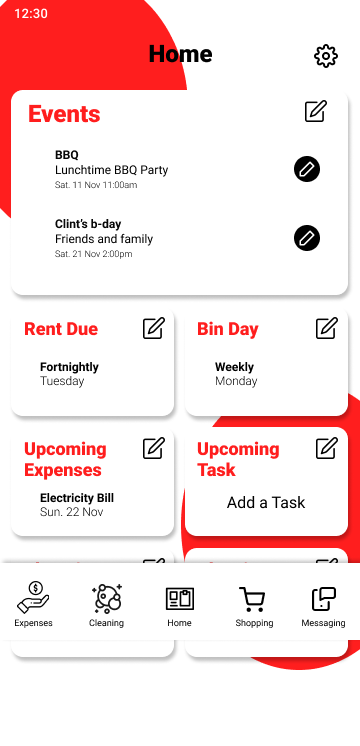 12:30
Home
Events
BBQ
Lunchtime BBQ Party
Sat. 11 Nov 11:00am
Clint's b-day
Friends and family
Sat. 21 Nov 2:00pm
Rent Due
Fortnightly
Tuesday
Bin Day
Weekly
Monday
Upcoming
Expenses
Electricity Bill
Sun. 22 Nov
Upcoming
Task
Add a Task
Expenses
Cleaning
Home
Shopping
Messaging